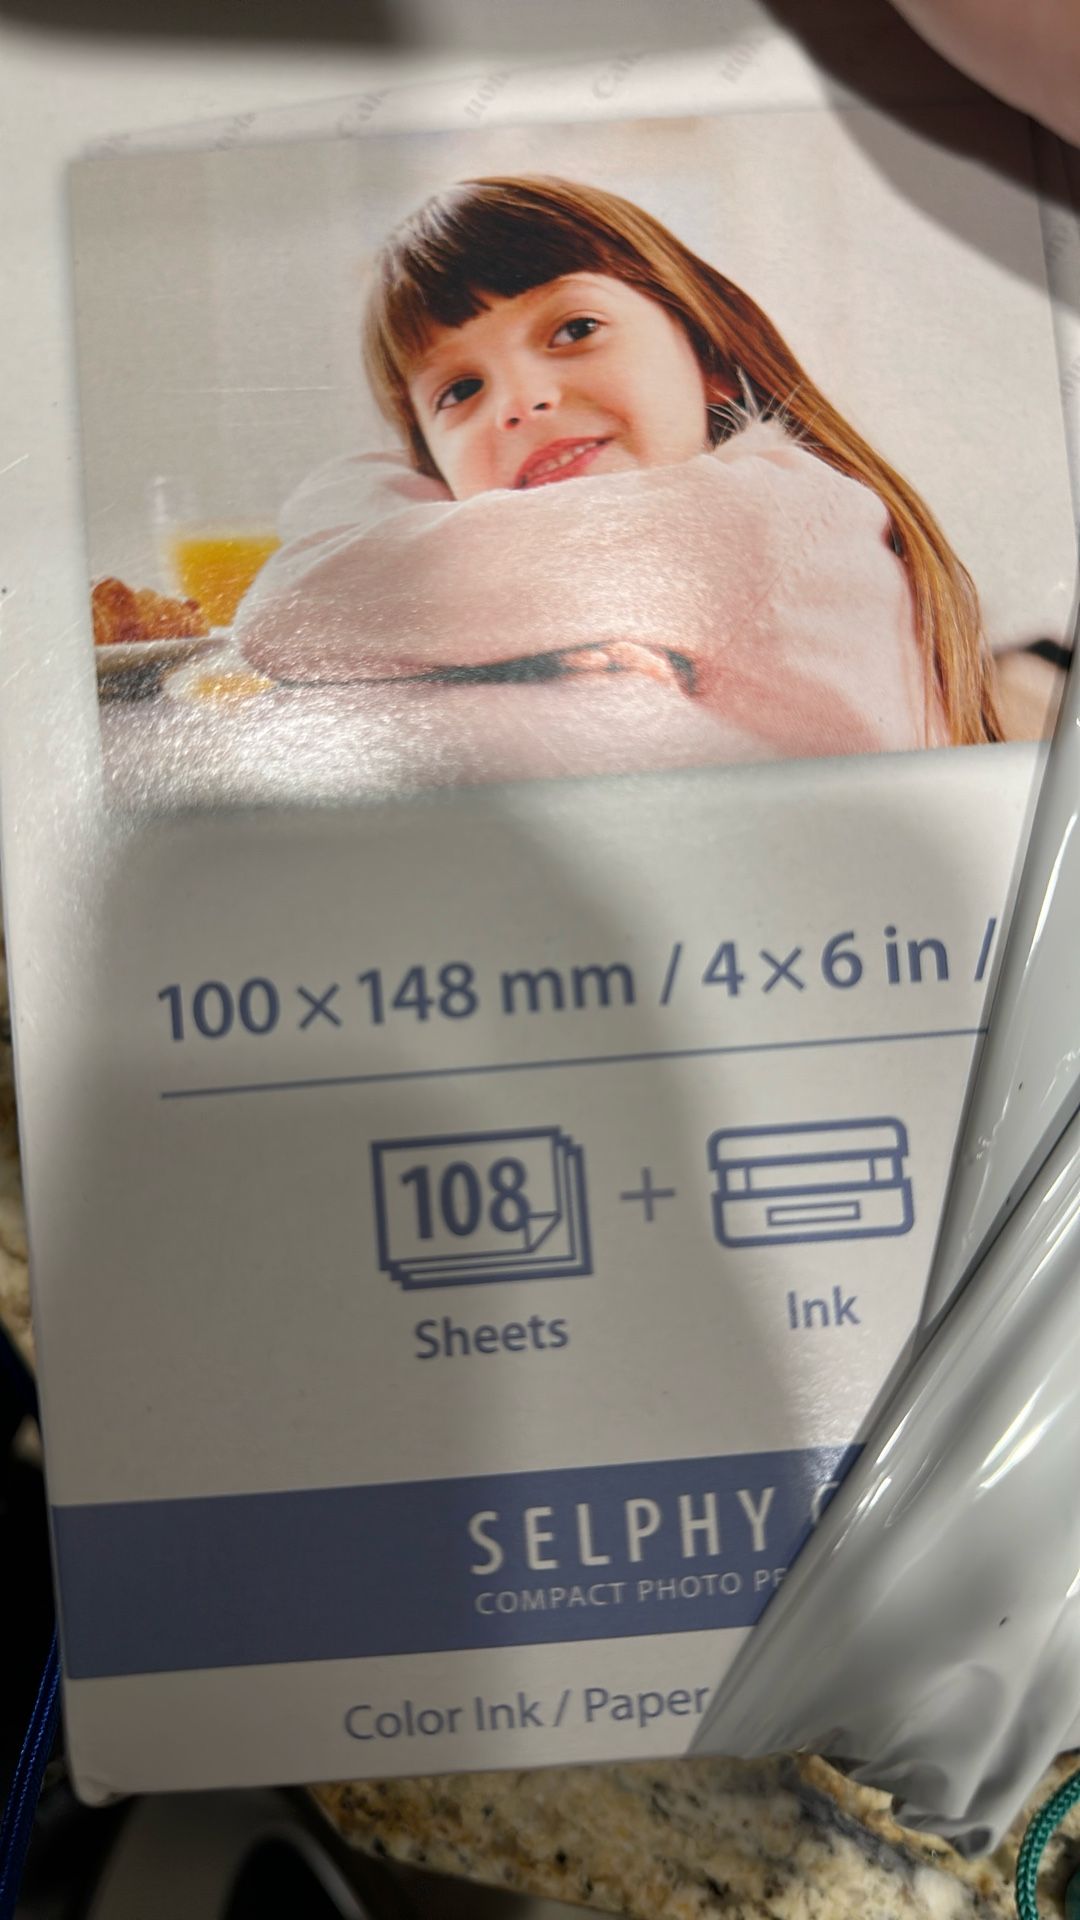 100 × 148 mm / 4 × 6 in /
108
Sheets
+
Ink
SELPHY
COMPACT PHOTO
Color Ink / Paper